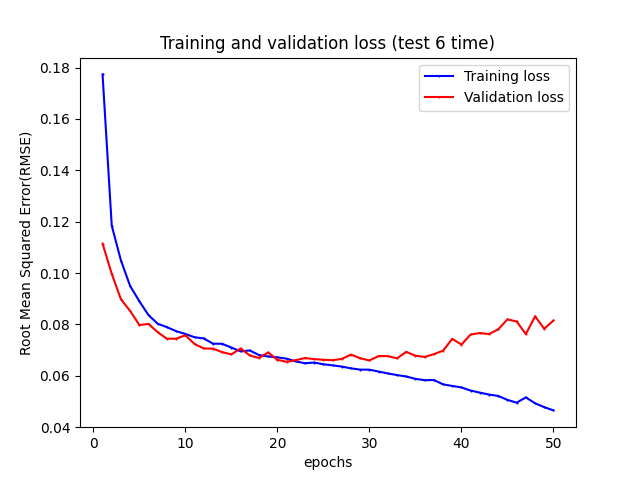 Training and validation loss (test 6 time)
Training loss
Validation loss
Root Mean Squared Error(RMSE)
0.18
0.16
0.14
0.12
0.10
0.08
0.06
0.04
0 10 20 30 40 50
epochs